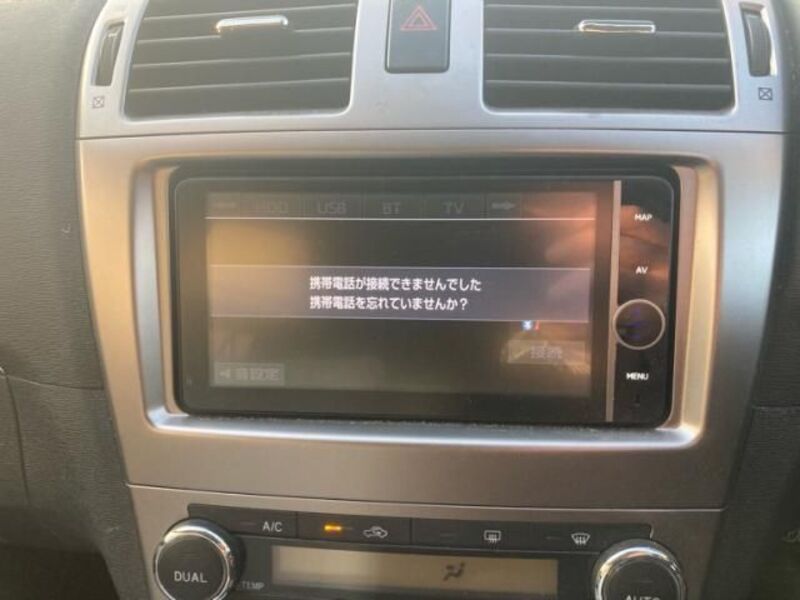 HDD USB BT TV
MAP
携帯電話が接続できませんでした
携帯電話を忘れていませんか？
AV
接続
音設定
MENU
A/C
DUAL
TEMP
AUTO